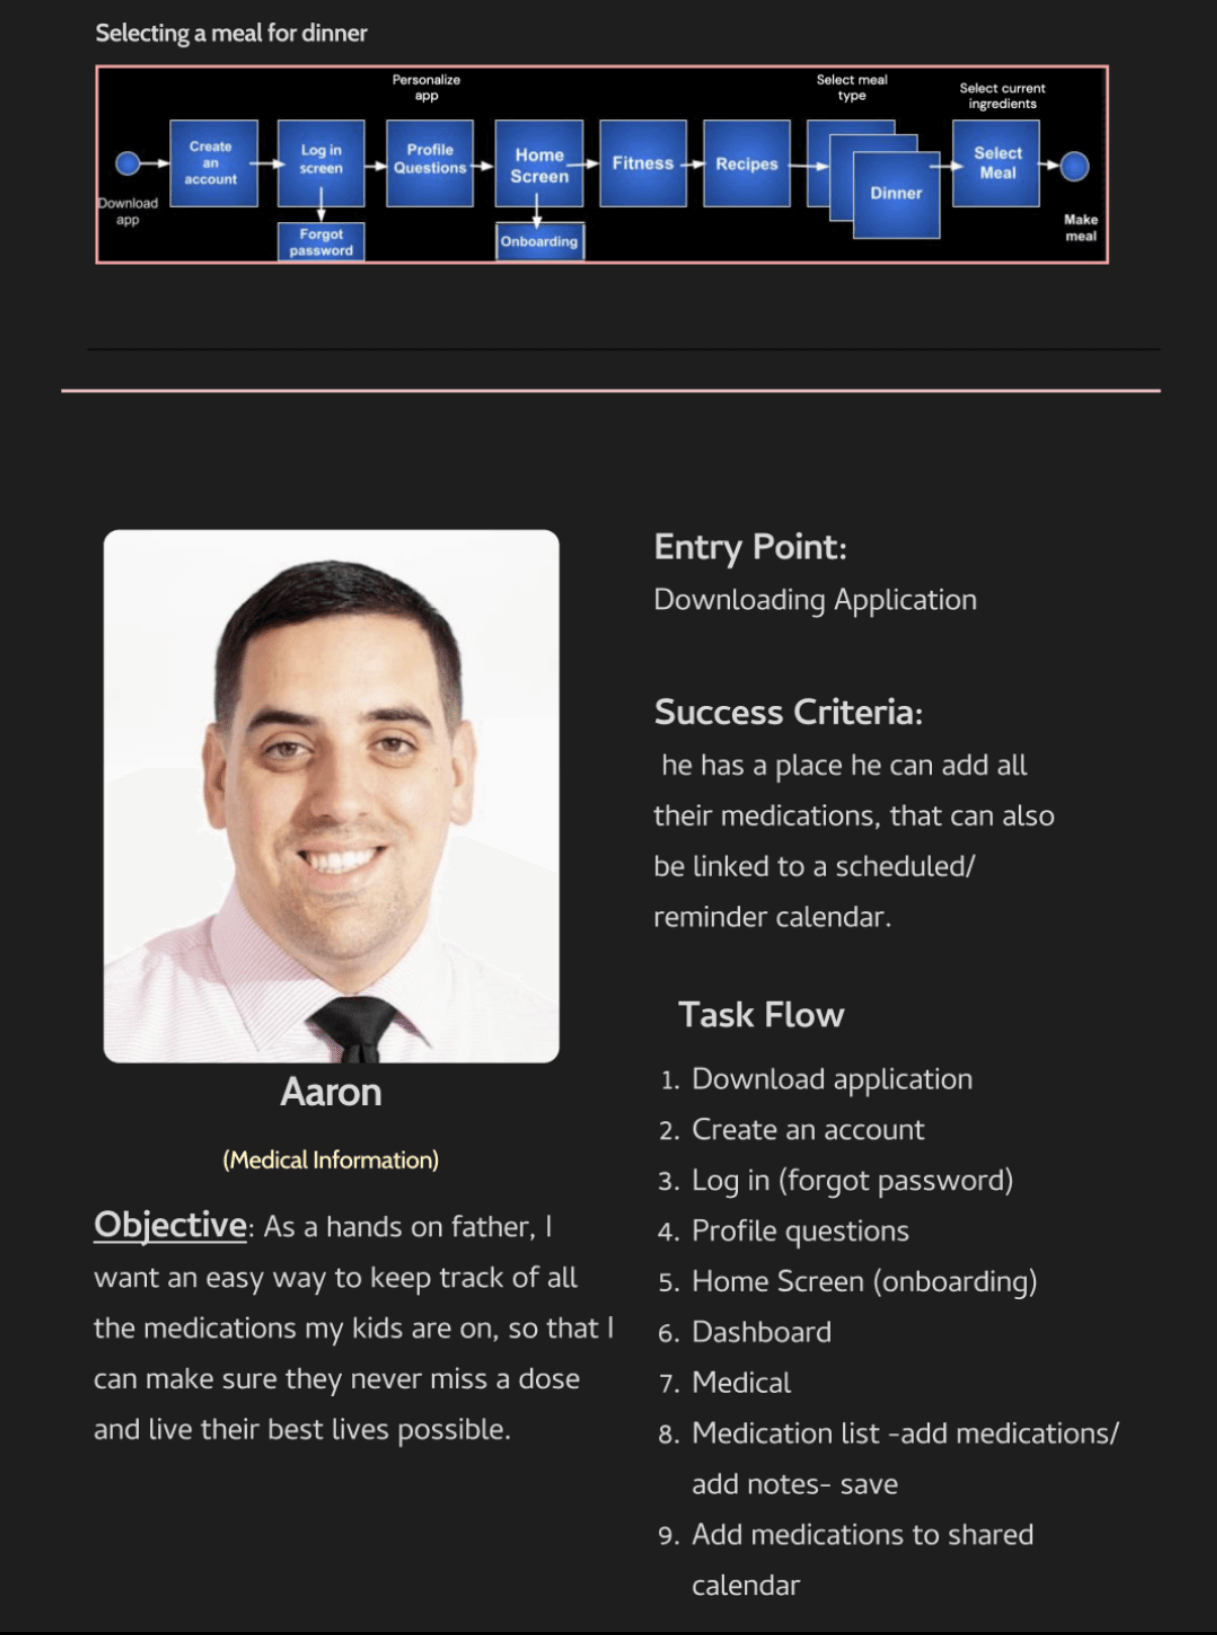 Selecting a meal for dinner
Personalize
app
Select meal
type
Select current
ingredients
Create
an
account
Log in
screen
Profile
Questions
Home
Screen
Fitness
Recipes
Dinner
Select
Meal
Download
app
Forgot
password
Onboarding
Make
meal
Entry Point:
Downloading Application
Success Criteria:
he has a place he can add all
their medications, that can also
be linked to a scheduled/
reminder calendar.
Aaron
(Medical Information)
Objective: As a hands on father, I
want an easy way to keep track of all
the medications my kids are on, so that I
can make sure they never miss a dose
and live their best lives possible.
Task Flow
1. Download application
2. Create an account
3. Log in (forgot password)
4. Profile questions
5. Home Screen (onboarding)
6. Dashboard
7. Medical
8. Medication list -add medications/
add notes- save
9. Add medications to shared
calendar